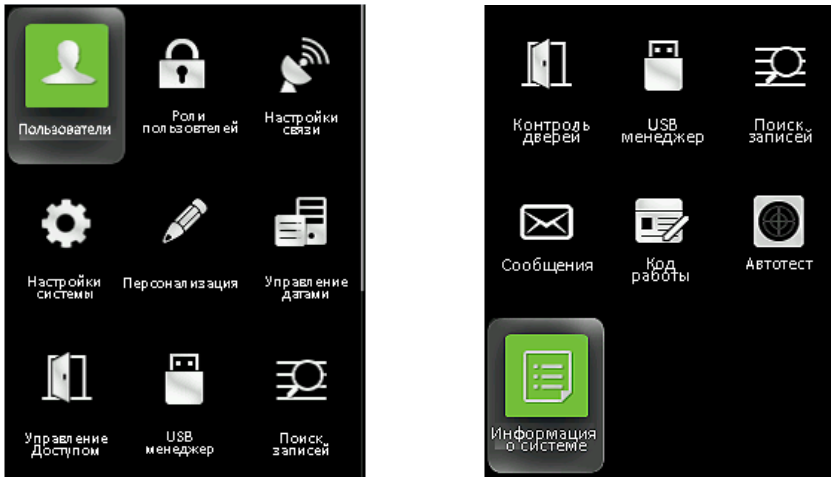 Пользователи
Роли
пользовтелей
Настройки
связи
Настройки
системы
Персонализация
Управление
датами
Управление
Доступом
USB
менеджер
Поиск
записей
Контроль
дверей
USB
менеджер
Поиск
записей
Сообщения
Код
работы
Автотест
Информация
о системе